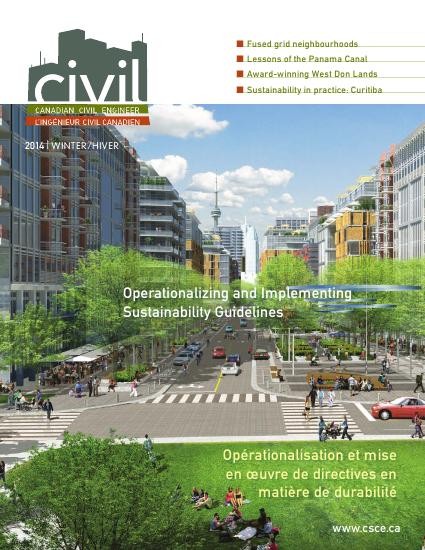 Fused grid neighbourhoods
Lessons of the Panama Canal
Award-winning West Don Lands
Sustainability in practice: Curitiba
civil
CANADIAN CIVIL ENGINEER
L'INGÉNIEUR CIVIL CANADIEN
2014 | WINTER/HIVER
Operationalizing and Implementing
Sustainability Guidelines
Opérationalisation et mise
en œuvre de directives en
matière de durabilité
www.csce.ca